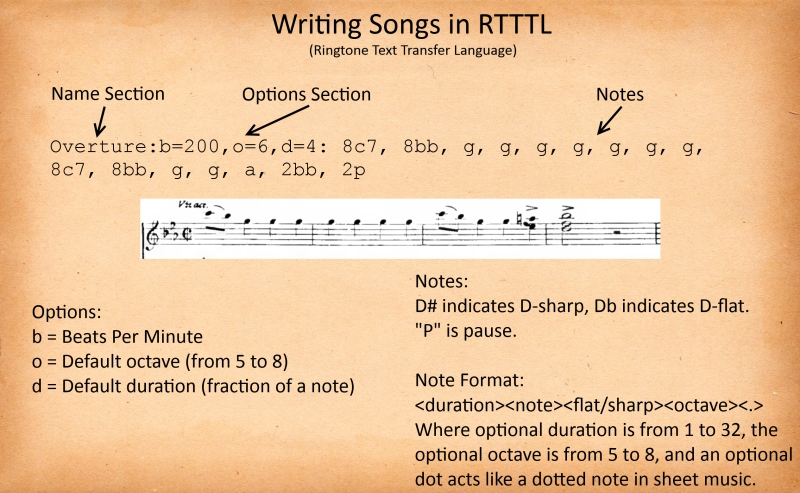 Writing Songs in RTTTL
(Ringtone Text Transfer Language)
Name Section
Options Section
Notes
Overture:b=200,o=6,d=4: 8c7, 8bb, g, g, g, g, g, g, g,
8c7, 8bb, g, g, a, 2bb, 2p
Notes:
D# indicates D-sharp, Db indicates D-flat.
"P" is pause.
Options:
b = Beats Per Minute
o = Default octave (from 5 to 8)
d = Default duration (fraction of a note)
Note Format:
<duration><note><flat/sharp><octave><.>
Where optional duration is from 1 to 32, the
optional octave is from 5 to 8, and an optional
dot acts like a dotted note in sheet music.